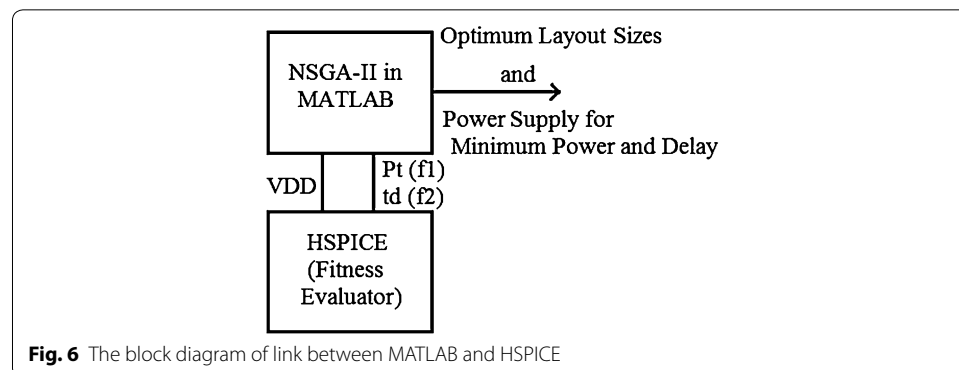 Optimum Layout Sizes
NSGA-II in
MATLAB
and
Power Supply for
Minimum Power and Delay
VDD
Pt (f1)
td (f2)
HSPICE
(Fitness
Evaluator)
Fig. 6 The block diagram of link between MATLAB and HSPICE